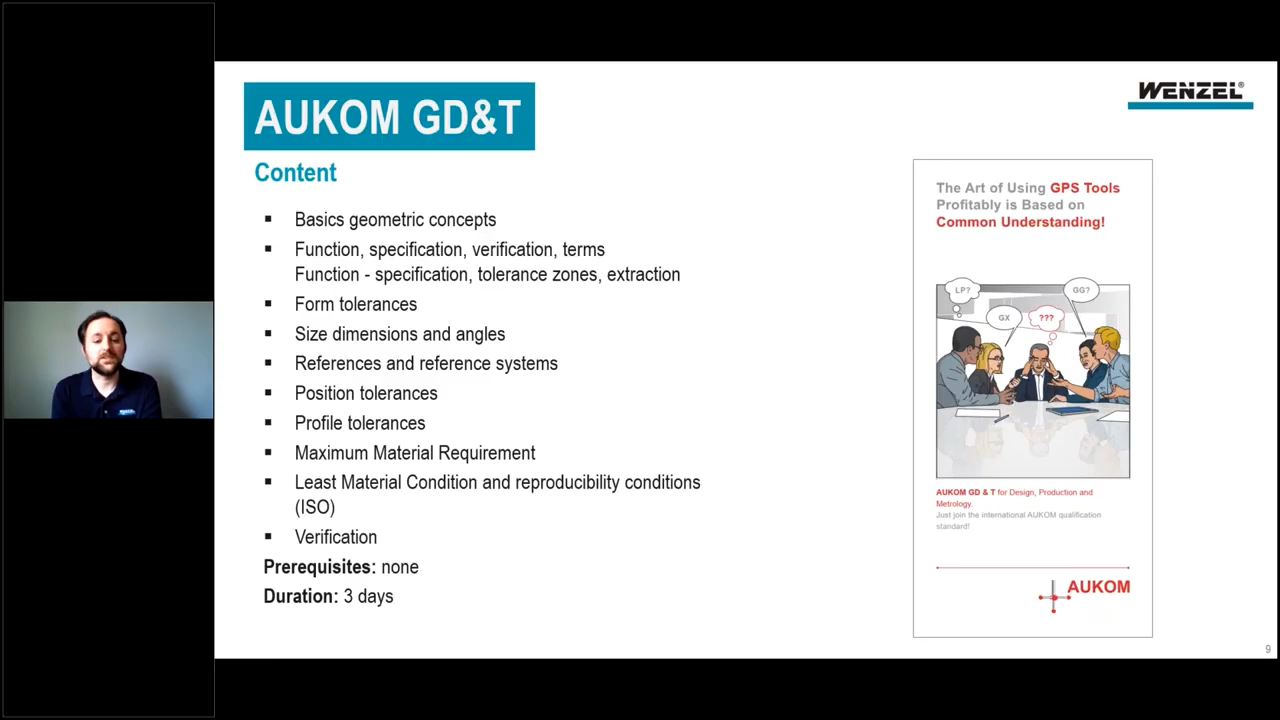 AUKOM GD&T
WENZEL®
Content
▪ Basics geometric concepts
▪ Function, specification, verification, terms
Function - specification, tolerance zones, extraction
▪ Form tolerances
▪ Size dimensions and angles
▪ References and reference systems
▪ Position tolerances
▪ Profile tolerances
▪ Maximum Material Requirement
▪ Least Material Condition and reproducibility conditions
(ISO)
▪ Verification
Prerequisites: none
Duration: 3 days
The Art of Using GPS Tools
Profitably is Based on
Common Understanding!
LP?
GG?
GX
???
AUKOM GD & T for Design, Production and
Metrology.
Just join the international AUKOM qualification
standard!
AUKOM
9